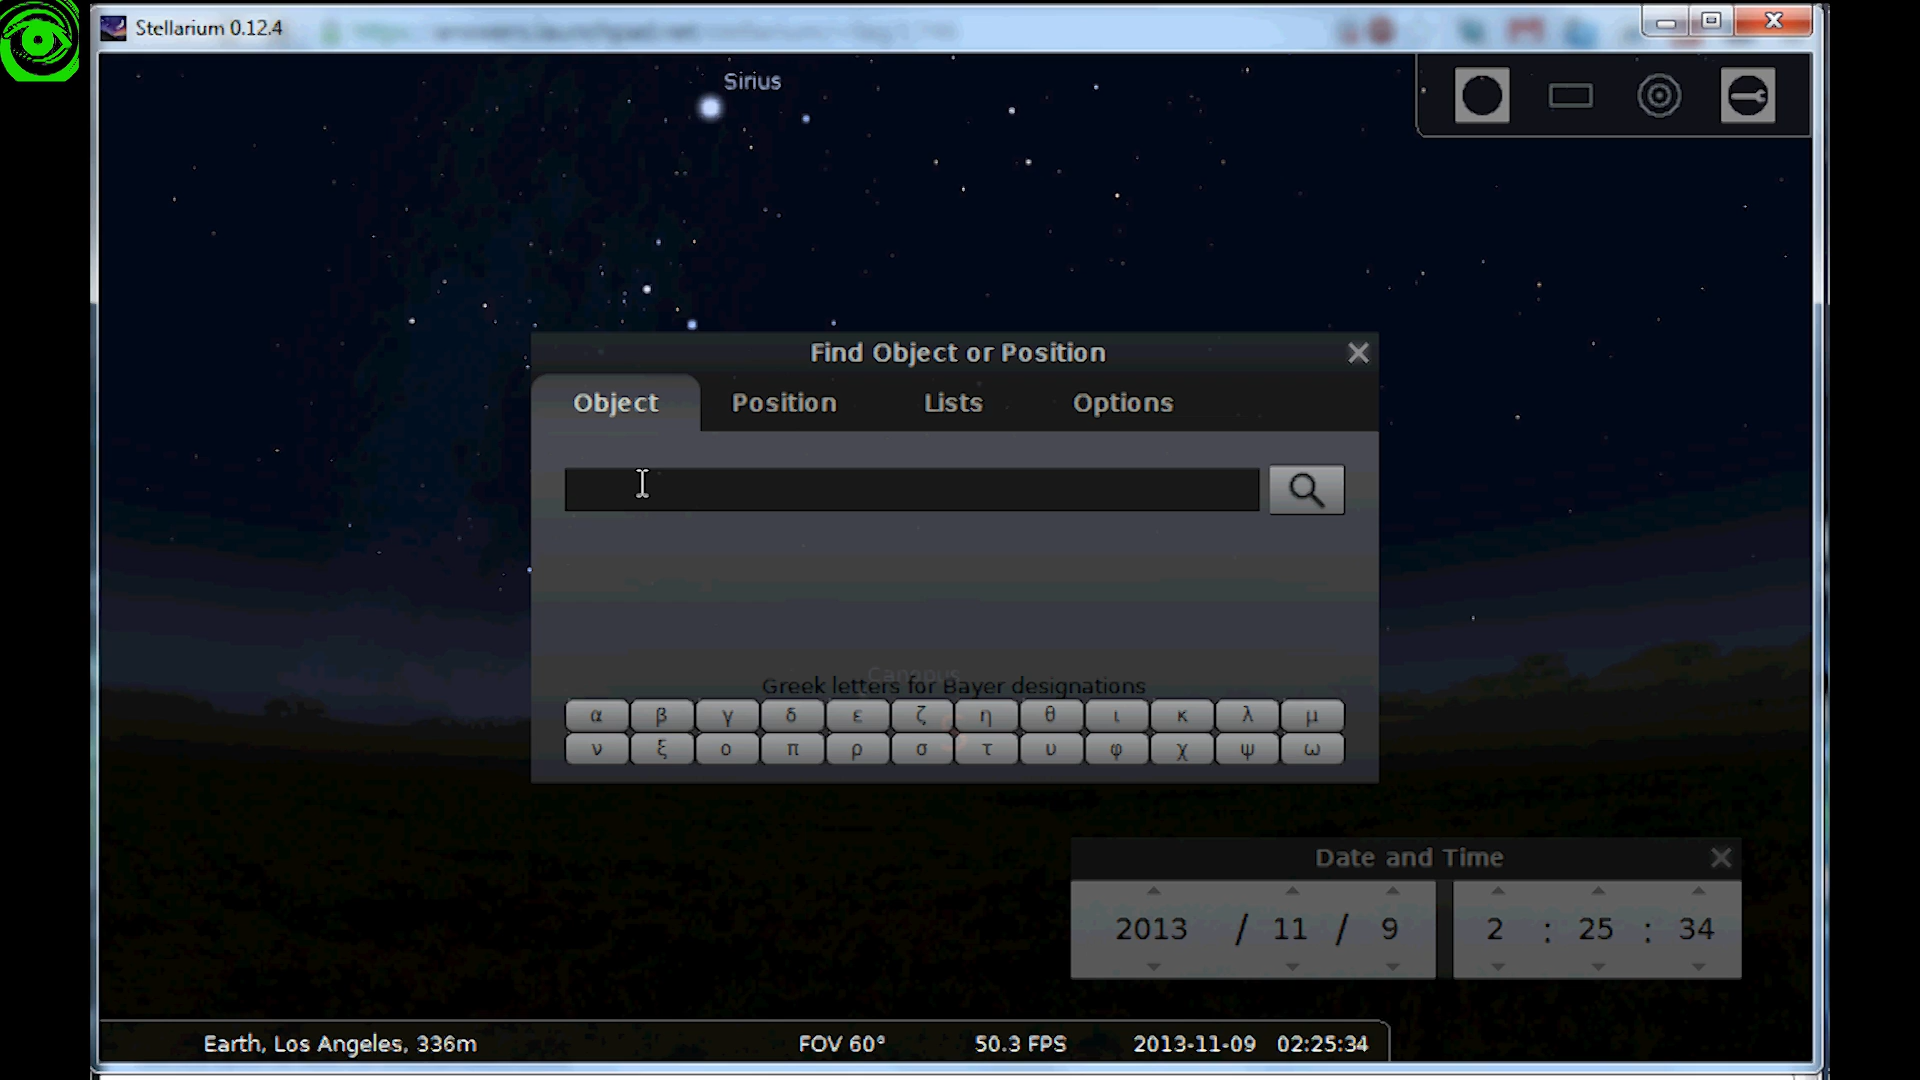 Stellarium 0.12.4
Sirius
Find Object or Position
Object Position Lists Options
Canopus
Greek letters for Bayer designations
α β γ δ ε ζ η θ ι κ λ μ
ν ξ ο π ρ σ τ υ φ χ ψ ω
S
Date and Time
2013 / 11 / 9 2 : 25 : 34
Earth, Los Angeles, 336m FOV 60° 50.3 FPS 2013-11-09 02:25:34